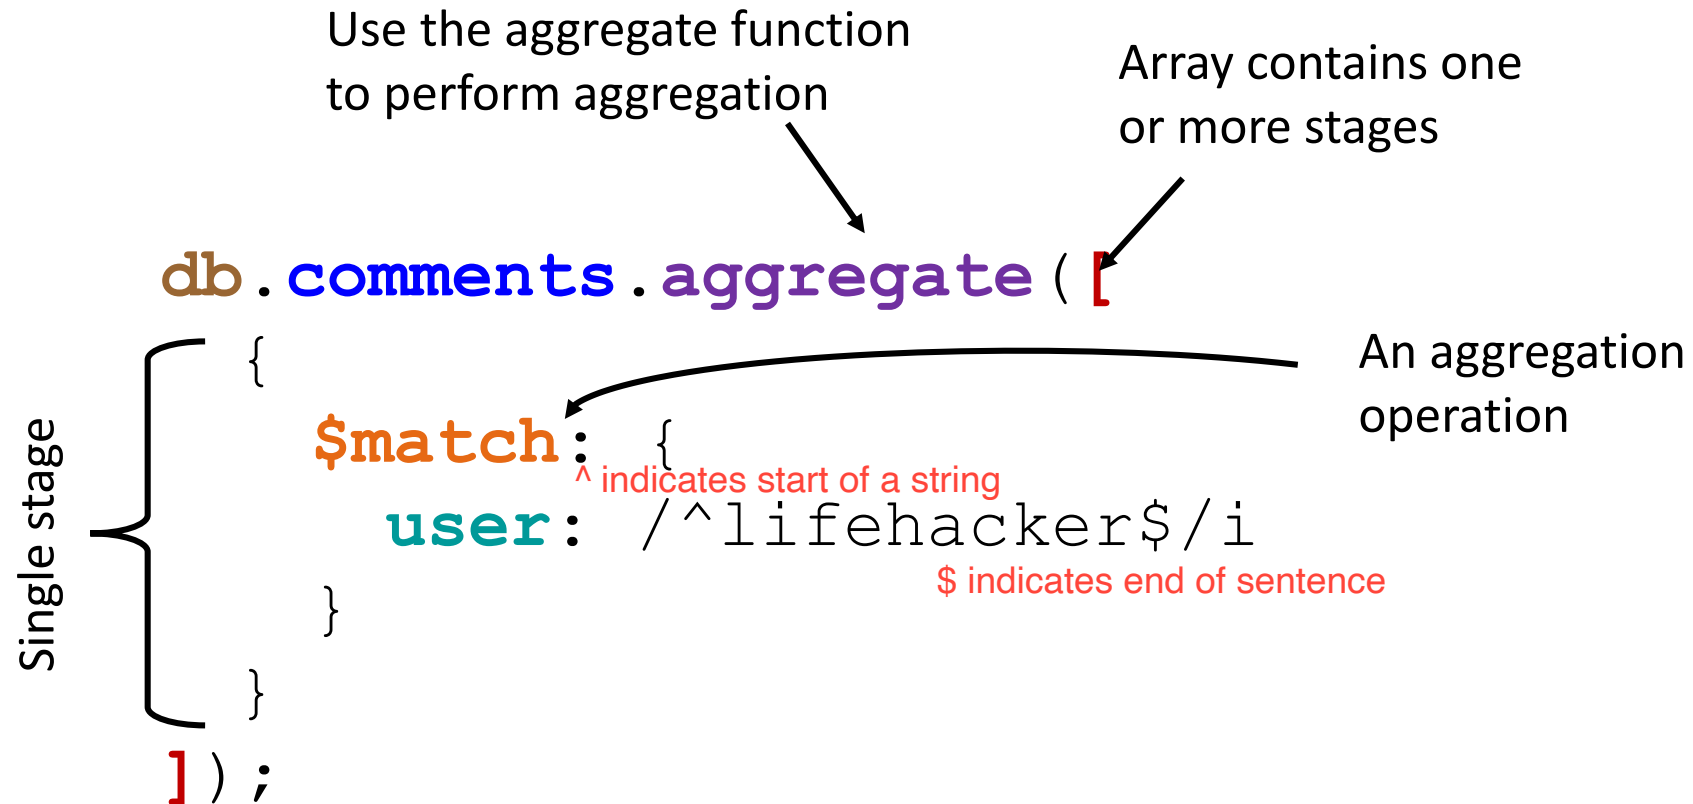 Use the aggregate function
to perform aggregation
Array contains one
or more stages
db.comments.aggregate([
{
An aggregation
operation
$match: {
^ indicates start of a string
user: /^lifehacker$/i
$ indicates end of sentence
}
}
]);
Single stage